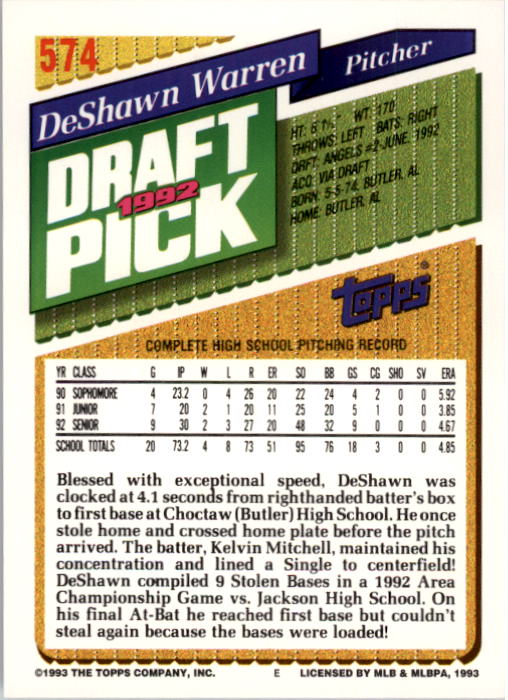 574
DeShawn Warren
Pitcher
DRAFT
1992
PICK
WT: 170
THROWS: LEFT BATS: RIGHT
DRFT: ANGELS #2-JUNE, 1992
ACQ: VIA DRAFT
BORN: 5-5-74, BUTLER, AL
HOME: BUTLER, AL
topps®
COMPLETE HIGH SCHOOL PITCHING RECORD
YR CLASS G IP W L R ER SO BB GS CG SHO SV ERA
90 SOPHOMORE 4 23.2 0 4 26 20 22 24 4 2 0 0 5.92
91 JUNIOR 7 20 2 1 20 11 25 20 5 1 0 0 3.85
92 SENIOR 9 30 2 3 27 20 48 32 9 0 0 0 4.67
SCHOOL TOTALS 20 73.2 4 8 73 51 95 76 18 3 0 0 4.85
Blessed with exceptional speed, DeShawn was
clocked at 4.1 seconds from righthanded batter's box
to first base at Choctaw (Butler) High School. He once
stole home and crossed home plate before the pitch
arrived. The batter, Kelvin Mitchell, maintained his
concentration and lined a Single to centerfield!
DeShawn compiled 9 Stolen Bases in a 1992 Area
Championship Game vs. Jackson High School. On
his final At-Bat he reached first base but couldn't
steal again because the bases were loaded!
©1993 THE TOPPS COMPANY, INC. E LICENSED BY MLB & MLBPA, 1993